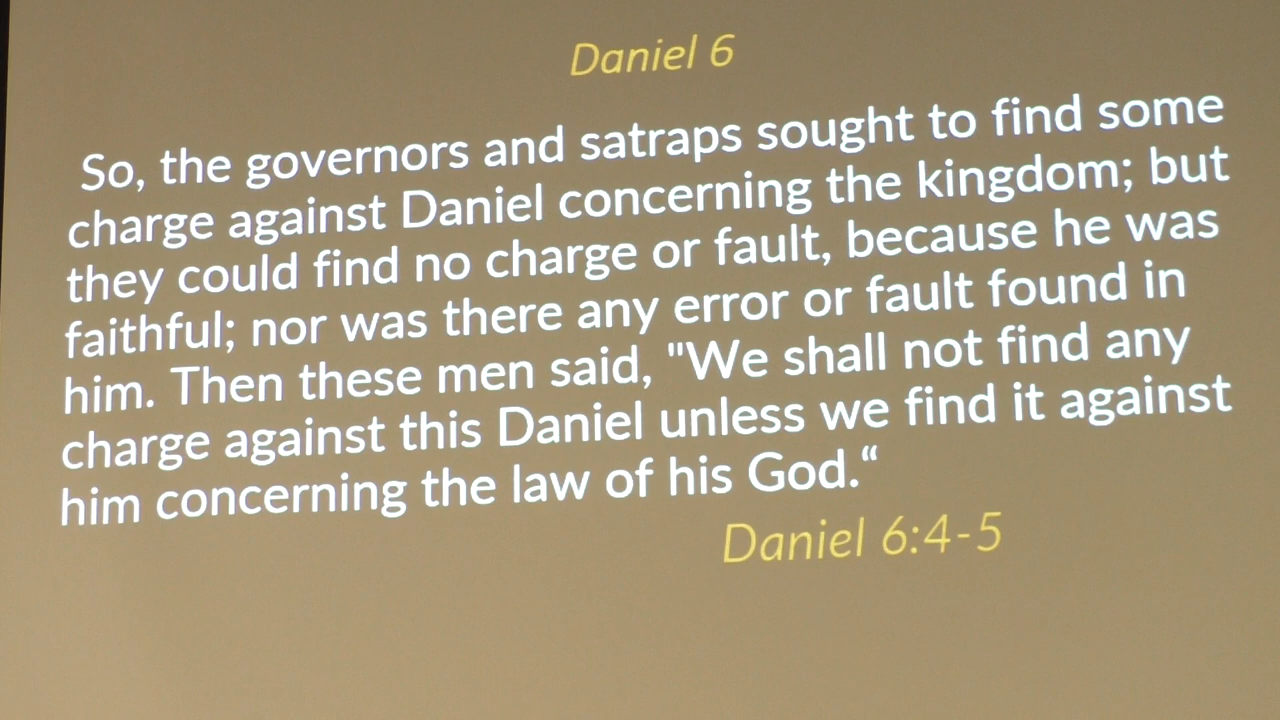 Daniel 6
So, the governors and satraps sought to find some
charge against Daniel concerning the kingdom; but
they could find no charge or fault, because he was
faithful; nor was there any error or fault found in
him. Then these men said, "We shall not find any
charge against this Daniel unless we find it against
him concerning the law of his God.“
Daniel 6:4-5